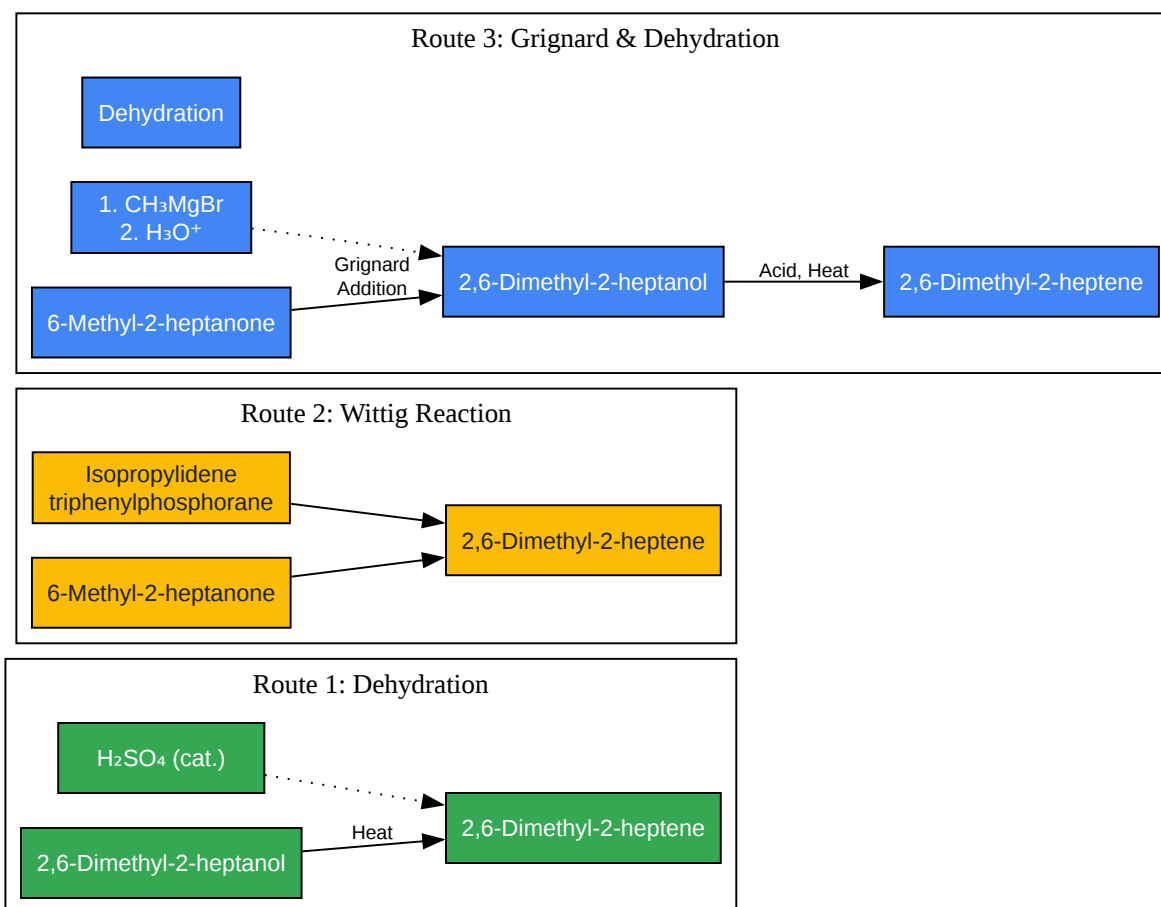 Route 3: Grignard & Dehydration
Dehydration
1. CH₃MgBr
2. H₃O⁺
Grignard
Addition
6-Methyl-2-heptanone
2,6-Dimethyl-2-heptanol
Acid, Heat
2,6-Dimethyl-2-heptene
Route 2: Wittig Reaction
Isopropylidene
triphenylphosphorane
6-Methyl-2-heptanone
2,6-Dimethyl-2-heptene
Route 1: Dehydration
H₂SO₄ (cat.)
Heat
2,6-Dimethyl-2-heptanol
2,6-Dimethyl-2-heptene